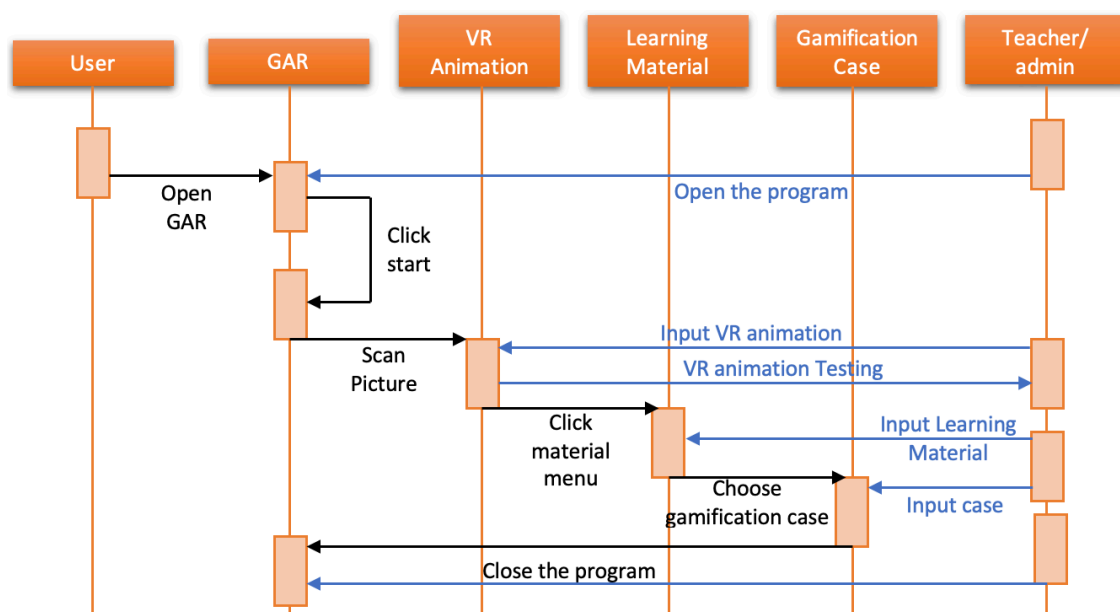 User
GAR
VR
Animation
Learning
Material
Gamification
Case
Teacher/
admin
Open
GAR
Open the program
Click
start
Input VR animation
Scan
Picture
VR animation Testing
Click
material
menu
Input Learning
Material
Choose
gamification case
Input case
Close the program